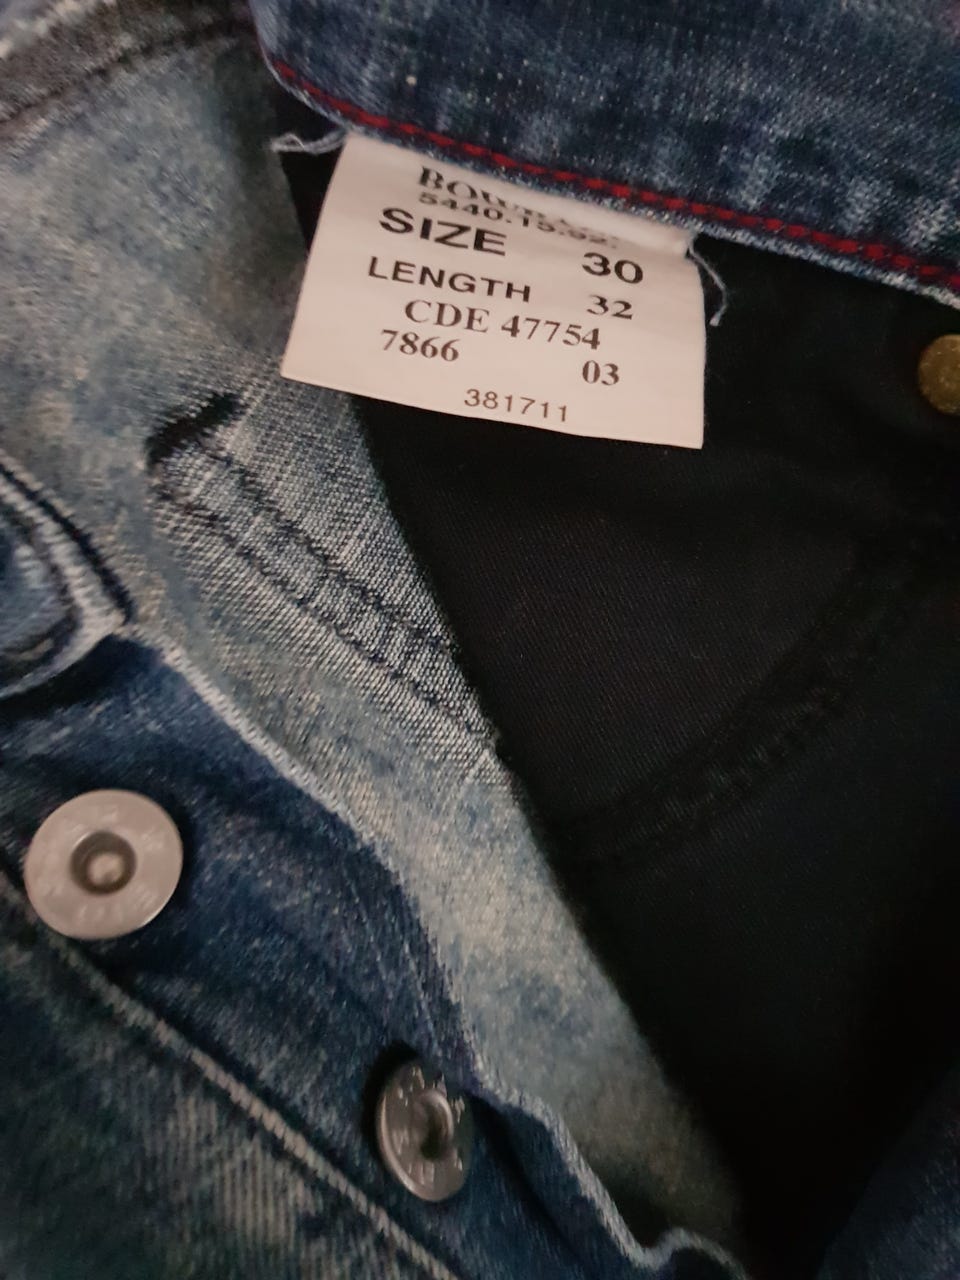 SIZE 30
LENGTH 32
CDE 47754
7866 03
381711